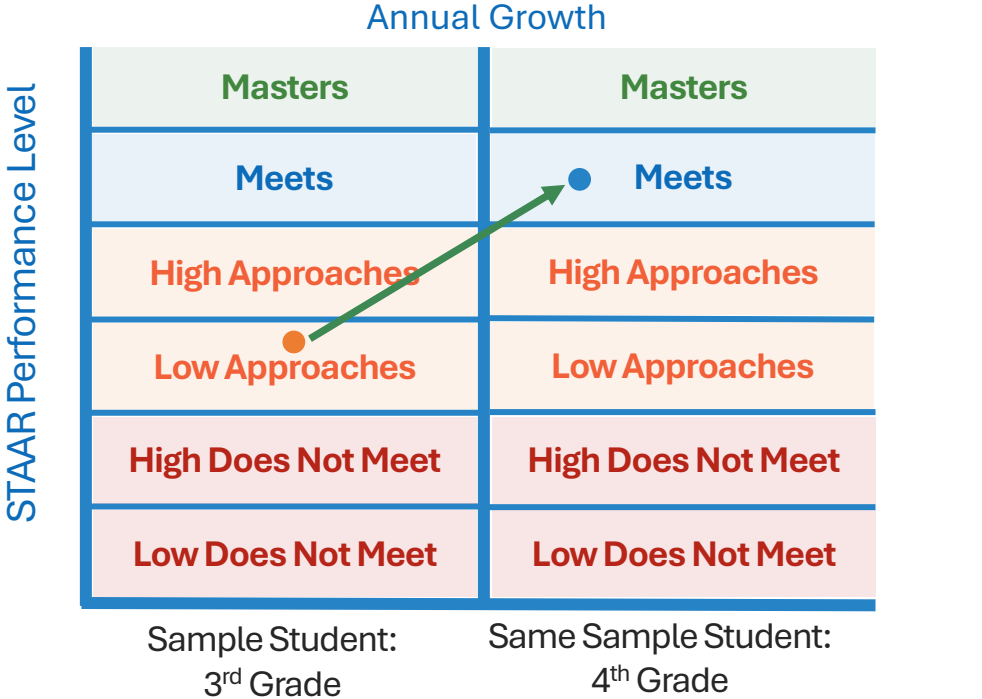 Annual Growth
STAAR Performance Level
Masters
Masters
Meets
Meets
High Approaches
High Approaches
Low Approaches
Low Approaches
High Does Not Meet
High Does Not Meet
Low Does Not Meet
Low Does Not Meet
Sample Student:
3rd Grade
Same Sample Student:
4th Grade